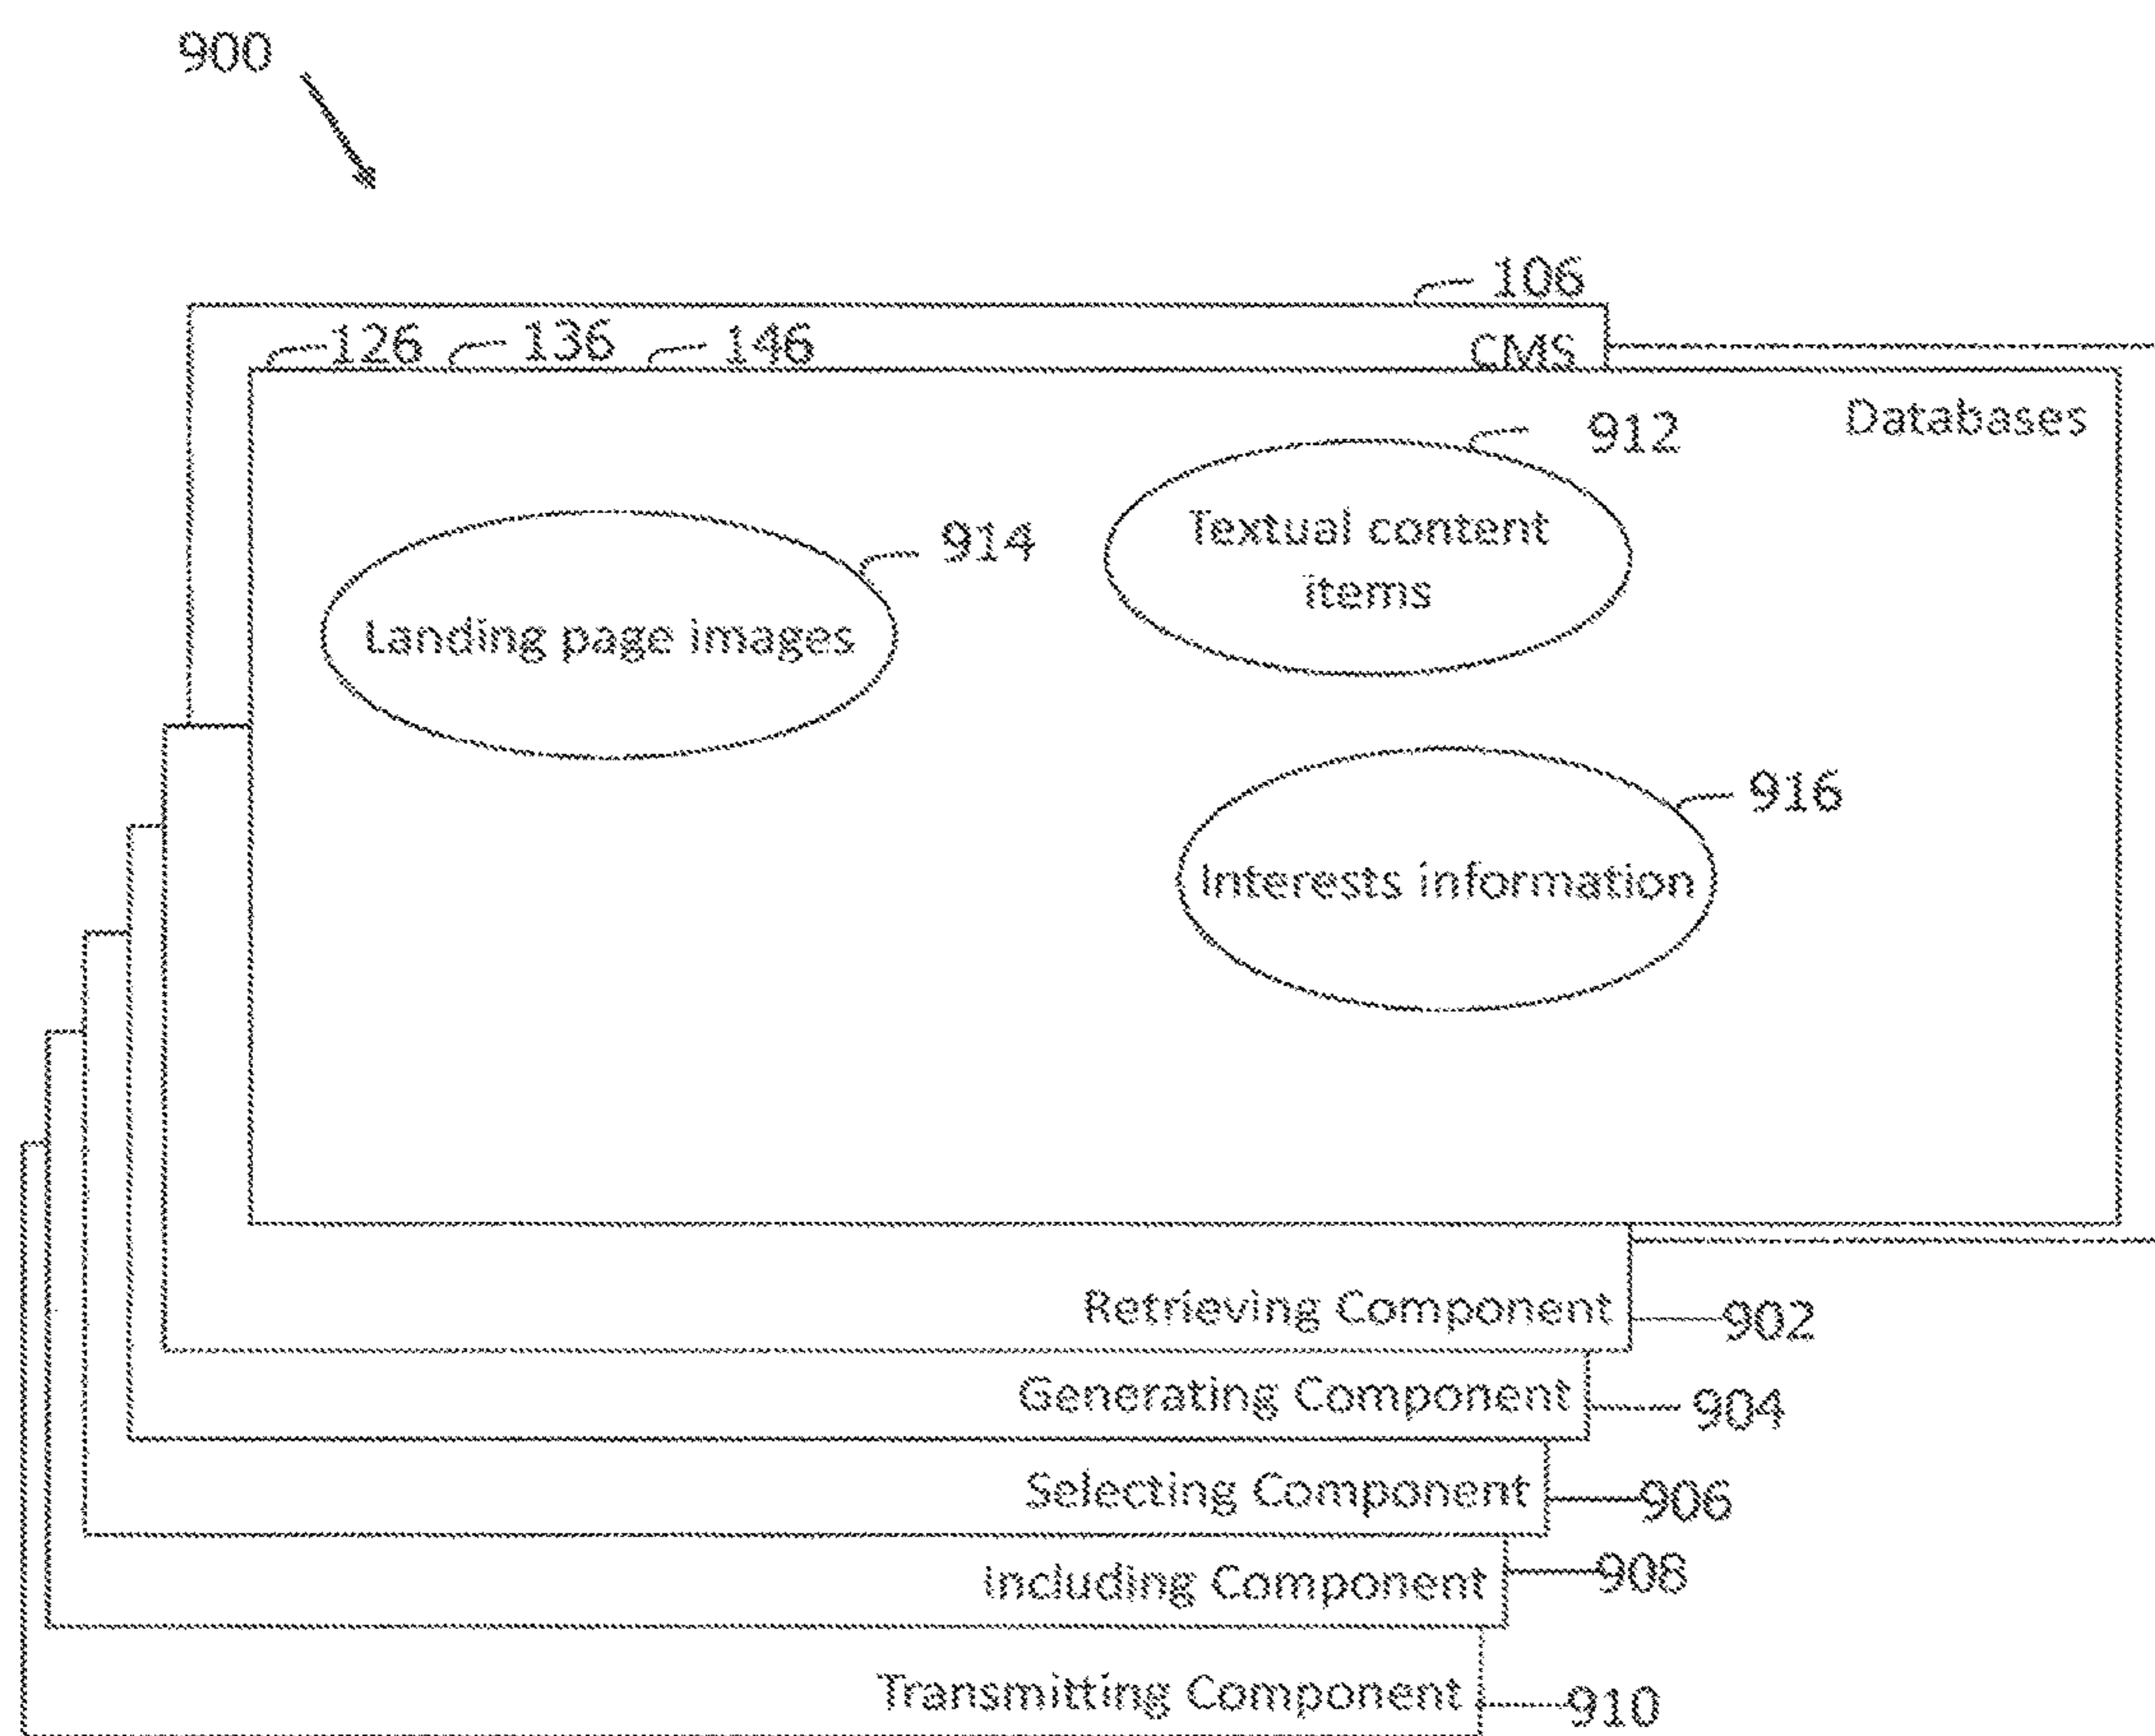 900
106
126 136 146
CMS
Databases
912
Textual content
items
914
Landing page images
916
Interests information
Retrieving Component
902
Generating Component
904
Selecting Component
906
Including Component
908
Transmitting Component
910